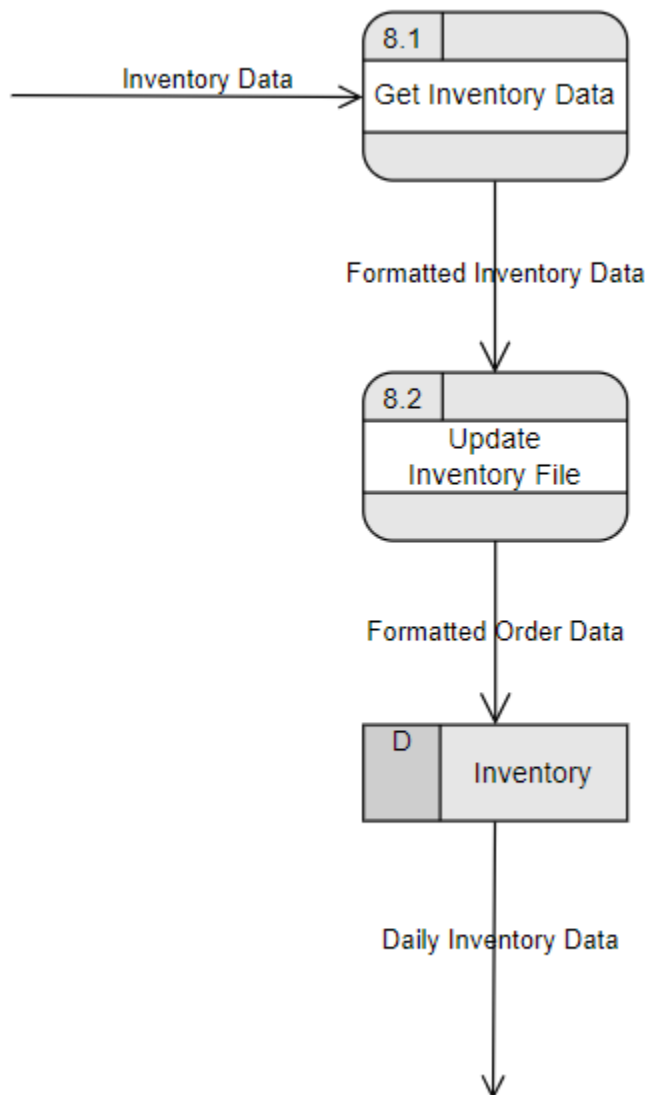 8.1
Inventory Data
Get Inventory Data
Formatted Inventory Data
8.2
Update
Inventory File
Formatted Order Data
D
Inventory
Daily Inventory Data